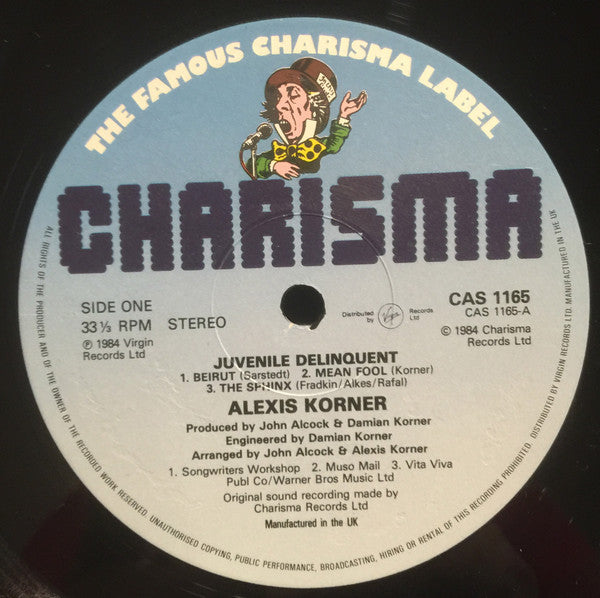 THE FAMOUS CHARISMA LABEL
CHARISMA
SIDE ONE
33⅓ RPM STEREO
℗ 1984 Virgin
Records Ltd
Distributed by Virgin Records Ltd
CAS 1165
CAS 1165-A
© 1984 Charisma
Records Ltd
JUVENILE DELINQUENT
1. BEIRUT (Sarstedt) 2. MEAN FOOL (Korner)
3. THE SPHINX (Fradkin/Alkes/Rafal)
ALEXIS KORNER
Produced by John Alcock & Damian Korner
Engineered by Damian Korner
Arranged by John Alcock & Alexis Korner
1. Songwriters Workshop 2. Muso Mail 3. Vita Viva
Publ Co/Warner Bros Music Ltd
Original sound recording made by
Charisma Records Ltd
Manufactured in the UK
ALL RIGHTS OF THE PRODUCER AND OF THE OWNER OF THE RECORDED WORK RESERVED. UNAUTHORISED COPYING, PUBLIC PERFORMANCE, BROADCASTING, HIRING OR RENTAL OF THIS RECORDING PROHIBITED. DISTRIBUTED BY VIRGIN RECORDS LTD. MANUFACTURED IN THE UK